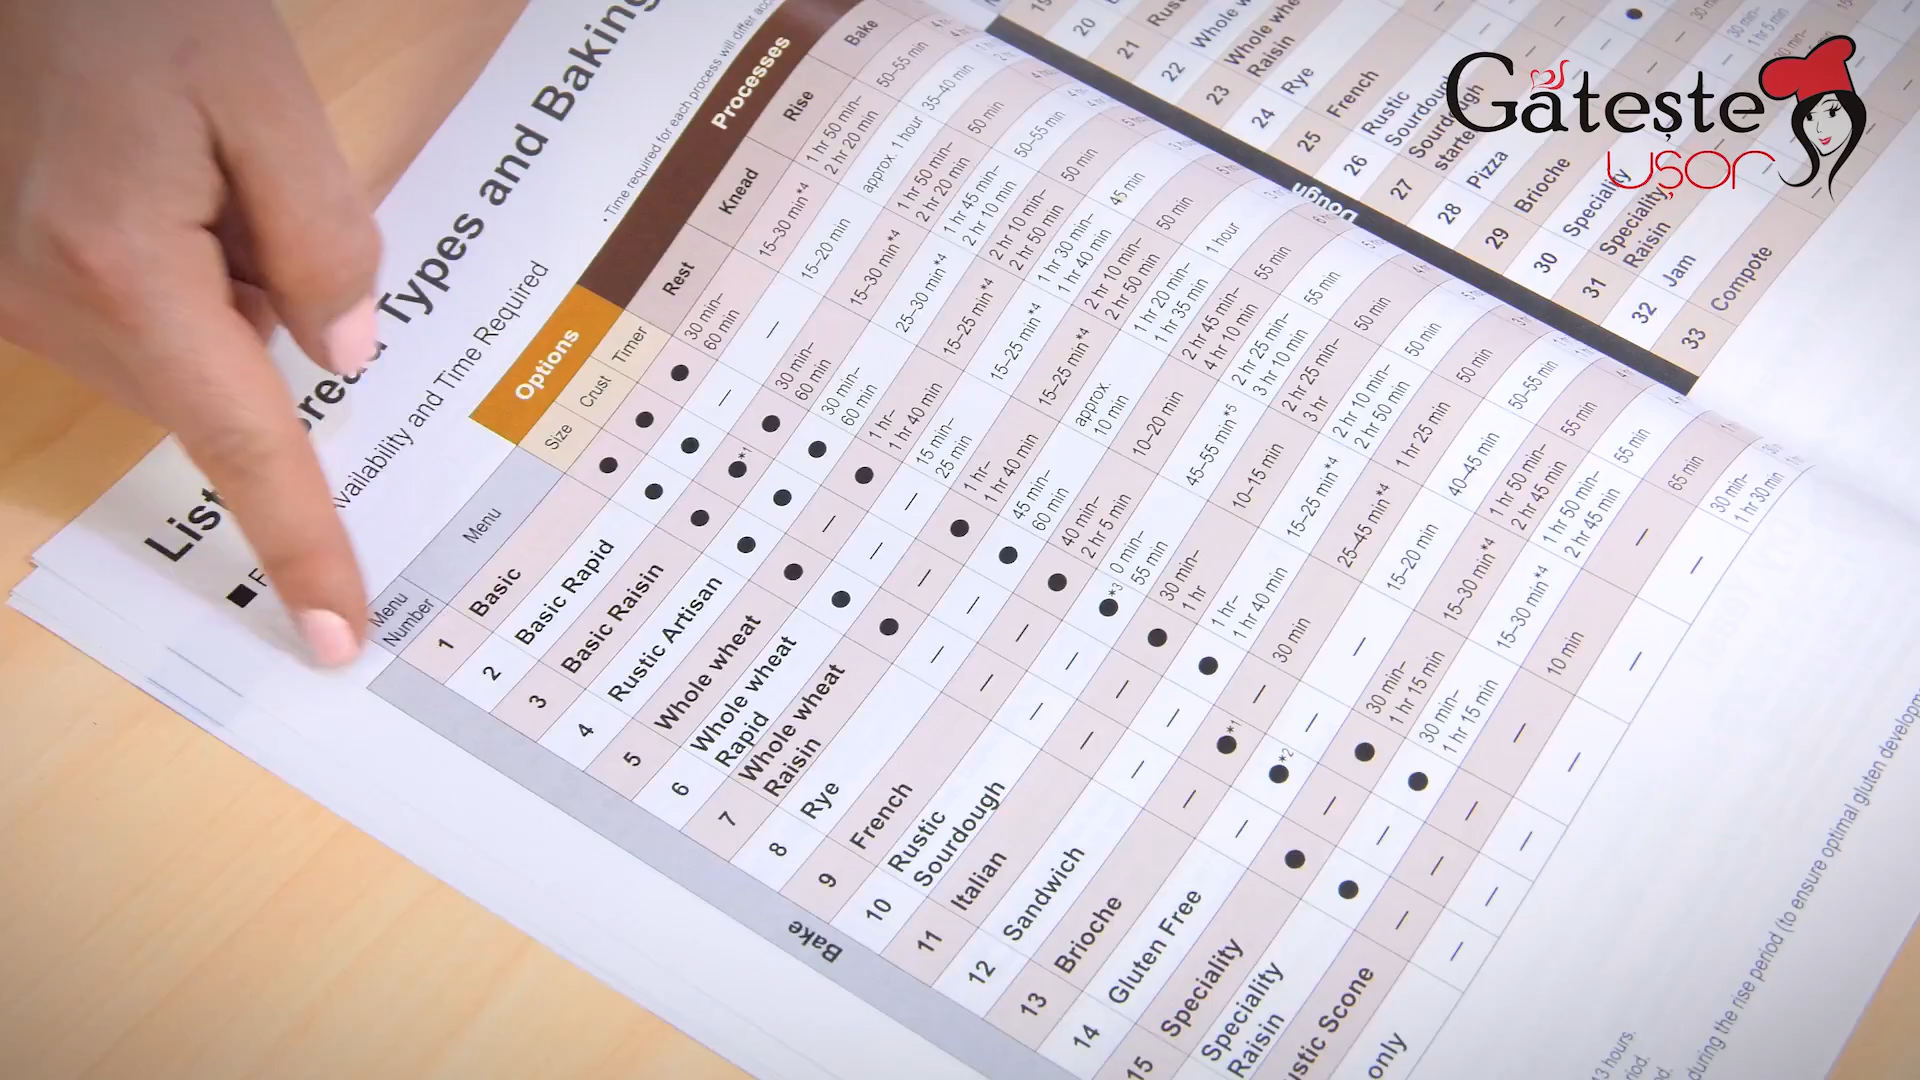 Gătește
ușor
List
Bread Types and Baking
Availability and Time Required
• Time required for each process will differ
Options
Processes
Menu Number
Menu
Size
Crust
Timer
Rest
Knead
Rise
Bake
Bake
1 Basic ● ● ● 30 min–60 min 15–30 min*4 1 hr 50 min–2 hr 20 min 50–55 min
2 Basic Rapid ● ● — — 15–20 min approx. 1 hour 35–40 min
3 Basic Raisin ● ●*1 ● 30 min–60 min 15–30 min*4 1 hr 50 min–2 hr 20 min 50 min
4 Rustic Artisan ● ● ● 30 min–60 min 25–30 min*4 1 hr 45 min–2 hr 10 min 50–55 min
5 Whole wheat ● — ● 1 hr–1 hr 40 min 15–25 min*4 2 hr 10 min–2 hr 50 min 50 min
6 Whole wheat Rapid ● — — 15 min–25 min 15–25 min*4 1 hr 30 min–1 hr 40 min 45 min
7 Whole wheat Raisin ● — ● 1 hr–1 hr 40 min 15–25 min*4 2 hr 10 min–2 hr 50 min 50 min
8 Rye — — ● 45 min–60 min approx. 10 min 1 hr 20 min–1 hr 35 min 1 hour
9 French — — ● 40 min–2 hr 5 min 10–20 min 2 hr 45 min–4 hr 10 min 55 min
10 Rustic Sourdough — — ●*3 0 min–55 min 45–55 min*5 2 hr 25 min–3 hr 10 min 55 min
11 Italian — — ● 30 min–1 hr 10–15 min 2 hr 25 min–3 hr 50 min
12 Sandwich — — ● 1 hr–1 hr 40 min 15–25 min*4 2 hr 10 min–2 hr 50 min 50 min
13 Brioche — ●*1 — 30 min 25–45 min*4 1 hr 25 min 50 min
14 Gluten Free — ●*2 — — 15–20 min 40–45 min 50–55 min
15 Speciality ● — ● 30 min–1 hr 15 min 15–30 min*4 1 hr 50 min–2 hr 45 min 55 min
Speciality Raisin ● — ● 30 min–1 hr 15 min 15–30 min*4 1 hr 50 min–2 hr 45 min 55 min
Scone — — — — 10 min — 65 min
only — — — — — — 30 min–1 hr 30 min
Dough
20
21
22 Whole
23 Whole Raisin
24 Rye
25 French
26 Rustic Sourdough
27 Sourdough starter
28 Pizza
29 Brioche
30 Speciality
31 Speciality Raisin
32 Jam
33 Compote
during the rise period (to ensure optimal gluten
13 hours.